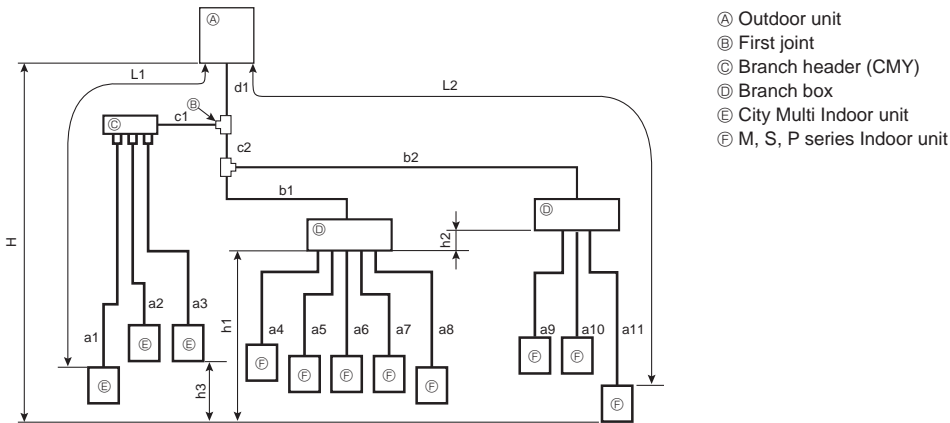 Ⓐ
Ⓐ Outdoor unit
Ⓑ First joint
Ⓒ Branch header (CMY)
Ⓓ Branch box
Ⓔ City Multi Indoor unit
Ⓕ M, S, P series Indoor unit
L1
d1
L2
Ⓑ
Ⓒ
c1
c2
b2
b1
Ⓓ
Ⓓ
h2
H
h1
a1
a2
a3
a4
a5
a6
a7
a8
a9
a10
a11
Ⓔ
Ⓔ
Ⓔ
Ⓕ
Ⓕ
Ⓕ
Ⓕ
Ⓕ
Ⓕ
Ⓕ
Ⓕ
h3